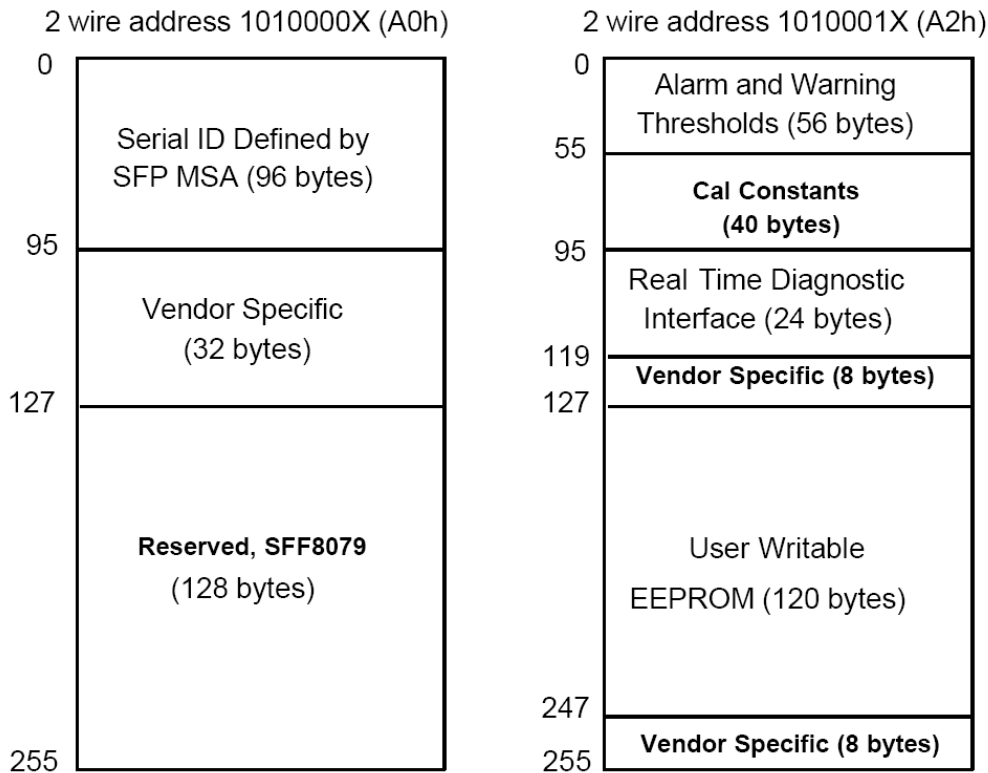 2 wire address 1010000X (A0h)
0
Serial ID Defined by
SFP MSA (96 bytes)
95
Vendor Specific
(32 bytes)
127
Reserved, SFF8079
(128 bytes)
255
2 wire address 1010001X (A2h)
0
Alarm and Warning
Thresholds (56 bytes)
55
Cal Constants
(40 bytes)
95
Real Time Diagnostic
Interface (24 bytes)
119
Vendor Specific (8 bytes)
127
User Writable
EEPROM (120 bytes)
247
Vendor Specific (8 bytes)
255